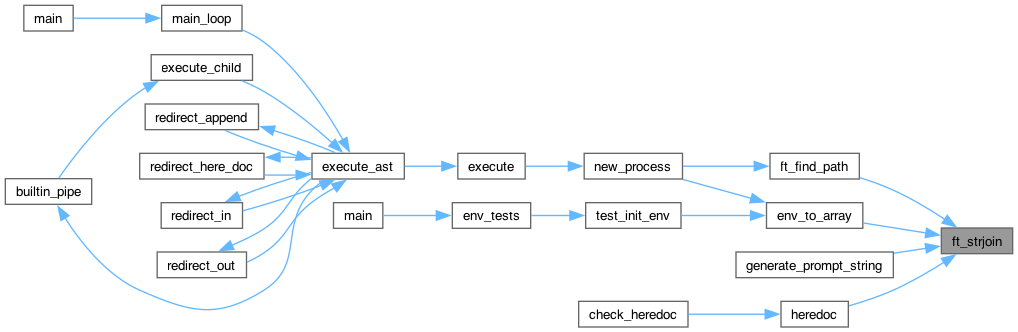 main
main_loop
execute_child
redirect_append
redirect_here_doc
execute_ast
execute
new_process
ft_find_path
builtin_pipe
redirect_in
main
env_tests
test_init_env
env_to_array
ft_strjoin
redirect_out
generate_prompt_string
check_heredoc
heredoc